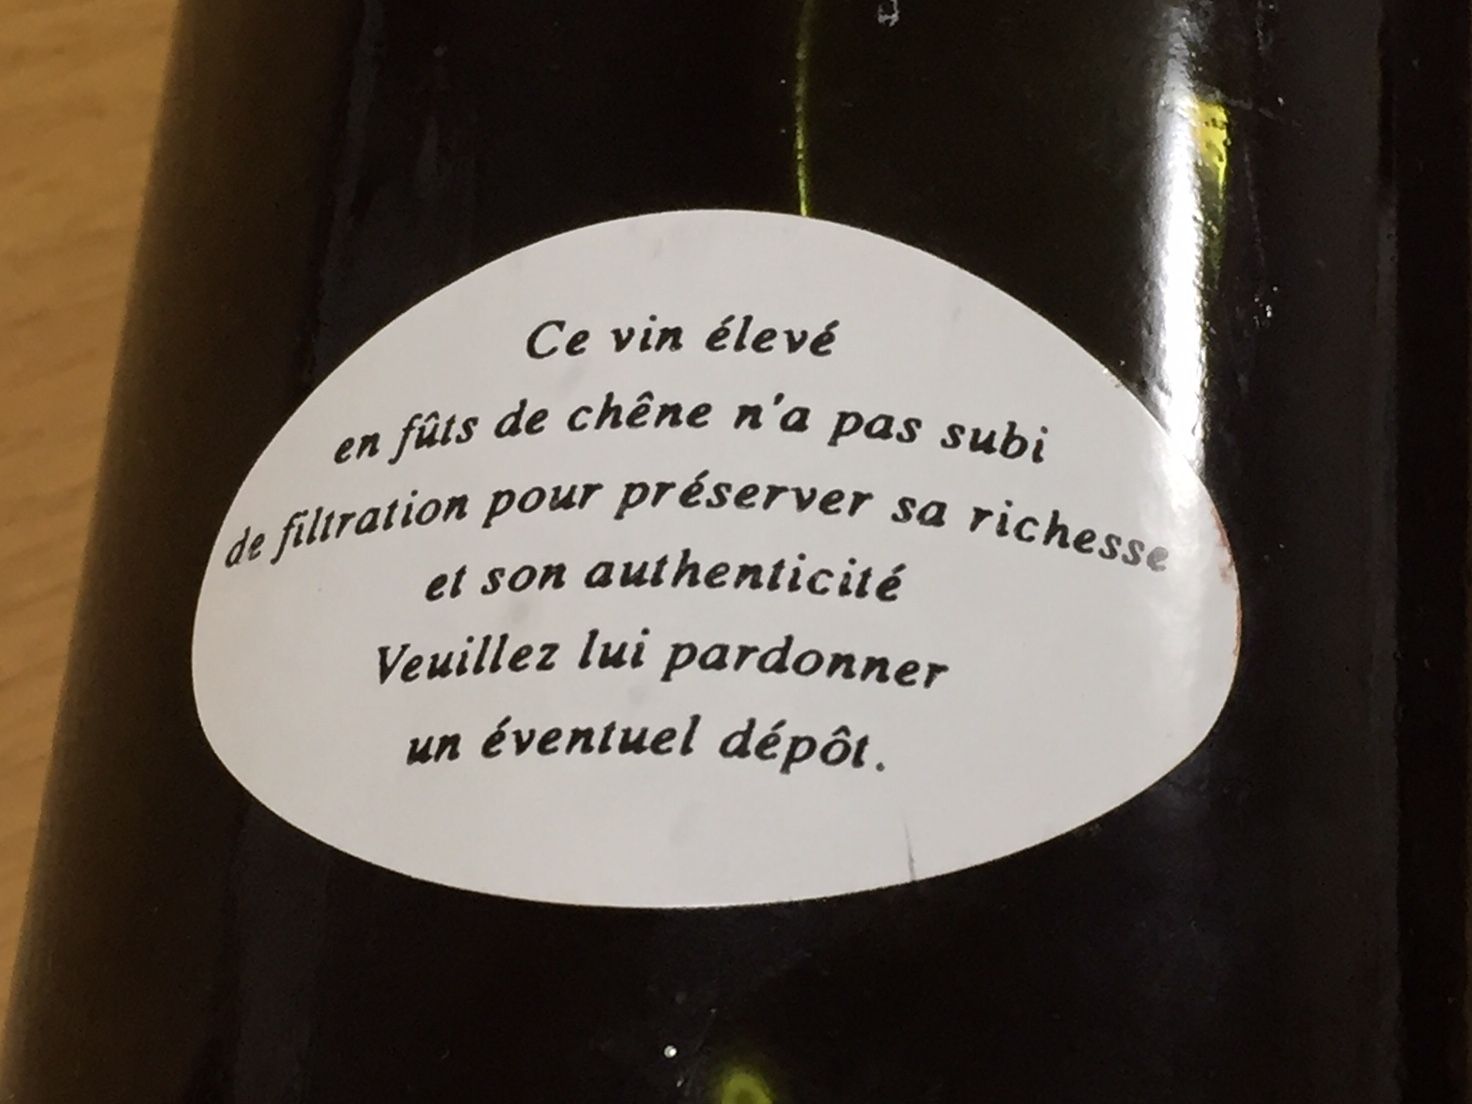 Ce vin élevé
en fûts de chêne n'a pas subi
de filtration pour préserver sa richesse
et son authenticité
Veuillez lui pardonner
un éventuel dépôt.